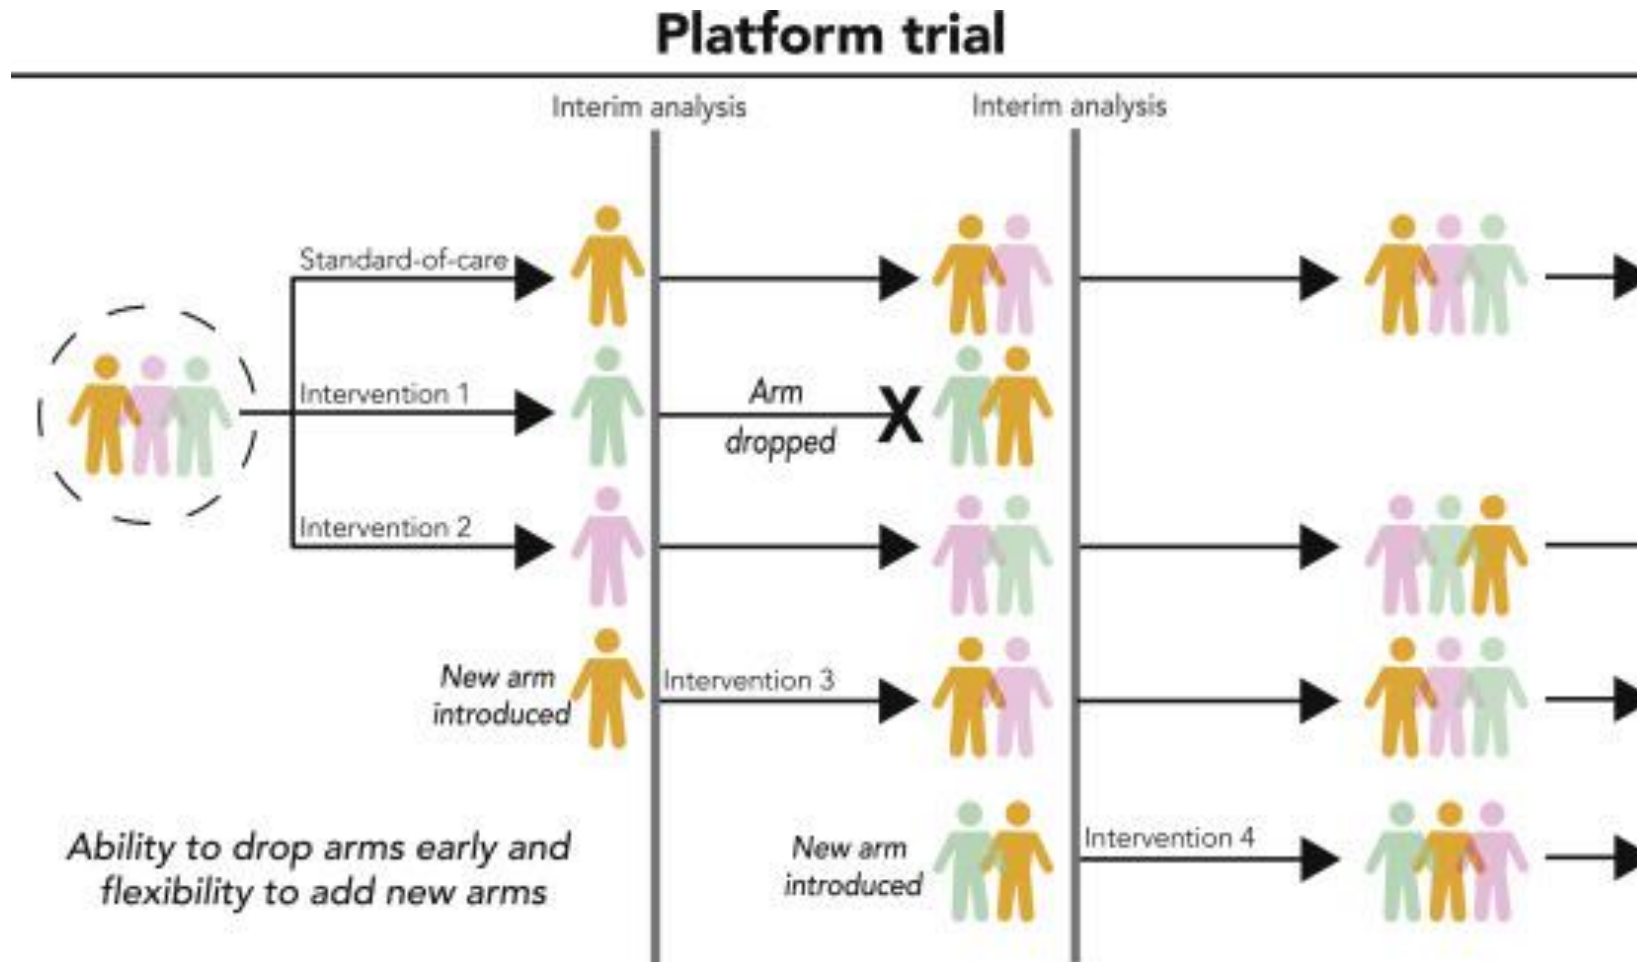 Platform trial
Interim analysis
Interim analysis
Standard-of-care
Intervention 1
Arm
dropped
X
Intervention 2
New arm
introduced
Intervention 3
Ability to drop arms early and
flexibility to add new arms
New arm
introduced
Intervention 4